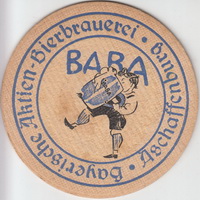 Bayerische Aktien-Bierbrauerei · Aschaffenburg ·
BABA